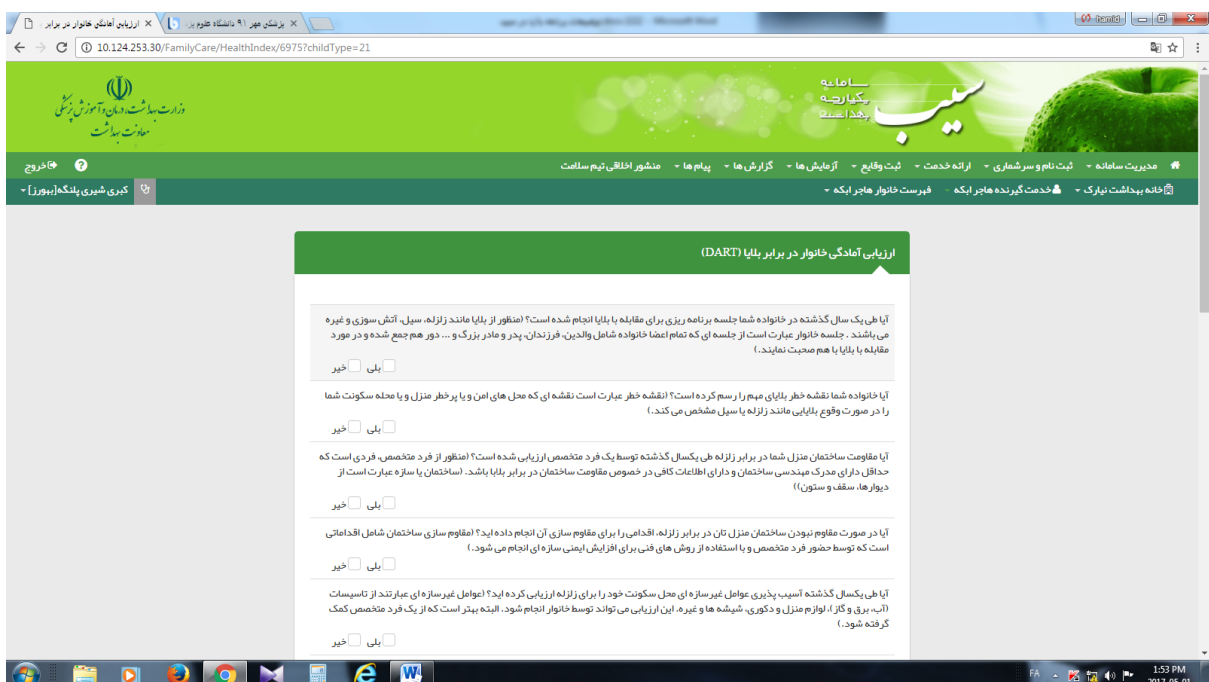 ارزیابی آمادگی خانوار در برابر
پزشکی مهر ۹۱ دانشگاه علوم پز
hamid
10.124.253.30/FamilyCare/HealthIndex/6975?childType=21
وزارت بهداشت، درمان و آموزش پزشکی
معاونت بهداشت
سامانه
یکپارچه
بهداشت
سیب
مدیریت سامانه ثبت نام و سرشماری ارائه خدمت ثبت وقایع آزمایش ها گزارش ها پیام ها منشور اخلاقی تیم سلامت
خروج
خانه بهداشت نیارک خدمت گیرنده هاجر ابکه فهرست خانوار هاجر ابکه
کبری شیری پلنگه[بهورز]
ارزیابی آمادگی خانوار در برابر بلایا (DART)
آیا طی یک سال گذشته در خانواده شما جلسه برنامه ریزی برای مقابله با بلایا انجام شده است؟ (منظور از بلایا مانند زلزله، سیل، آتش سوزی و غیره
می باشند . جلسه خانوار عبارت است از جلسه ای که تمام اعضا خانواده شامل والدین، فرزندان، پدر و مادر بزرگ و ... دور هم جمع شده و در مورد
مقابله با بلایا با هم صحبت نمایند.)
بلی خیر
آیا خانواده شما نقشه خطر بلایای مهم را رسم کرده است؟ (نقشه خطر عبارت است نقشه ای که محل های امن و یا پرخطر منزل و یا محله سکونت شما
را در صورت وقوع بلایایی مانند زلزله یا سیل مشخص می کند.)
بلی خیر
آیا مقاومت ساختمان منزل شما در برابر زلزله طی یکسال گذشته توسط یک فرد متخصص ارزیابی شده است؟ (منظور از فرد متخصص، فردی است که
حداقل دارای مدرک مهندسی ساختمان و دارای اطلاعات کافی در خصوص مقاومت ساختمان در برابر بلایا باشد. (ساختمان یا سازه عبارت است از
دیوارها، سقف و ستون))
بلی خیر
آیا در صورت مقاوم نبودن ساختمان منزل تان در برابر زلزله، اقدامی را برای مقاوم سازی آن انجام داده اید؟ (مقاوم سازی ساختمان شامل اقداماتی
است که توسط حضور فرد متخصص و با استفاده از روش های فنی برای افزایش ایمنی سازه ای انجام می شود.)
بلی خیر
آیا طی یکسال گذشته آسیب پذیری عوامل غیرسازه ای محل سکونت خود را برای زلزله ارزیابی کرده اید؟ (عوامل غیرسازه ای عبارتند از تاسیسات
(آب، برق و گاز)، لوازم منزل و دکوری، شیشه ها و غیره. این ارزیابی می تواند توسط خانوار انجام شود. البته بهتر است که از یک فرد متخصص کمک
گرفته شود.)
بلی خیر
FA
1:53 PM
2017-05-01